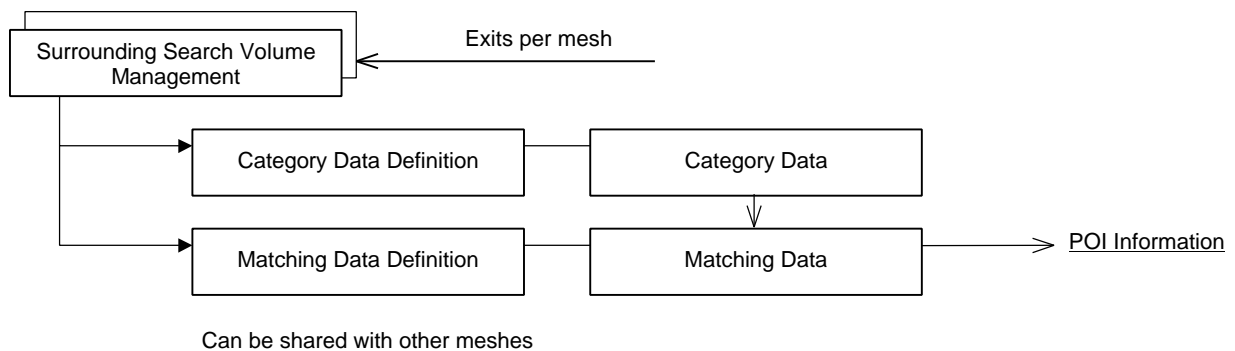 Surrounding Search Volume
Management
Exits per mesh
Category Data Definition
Category Data
Matching Data Definition
Matching Data
POI Information
Can be shared with other meshes